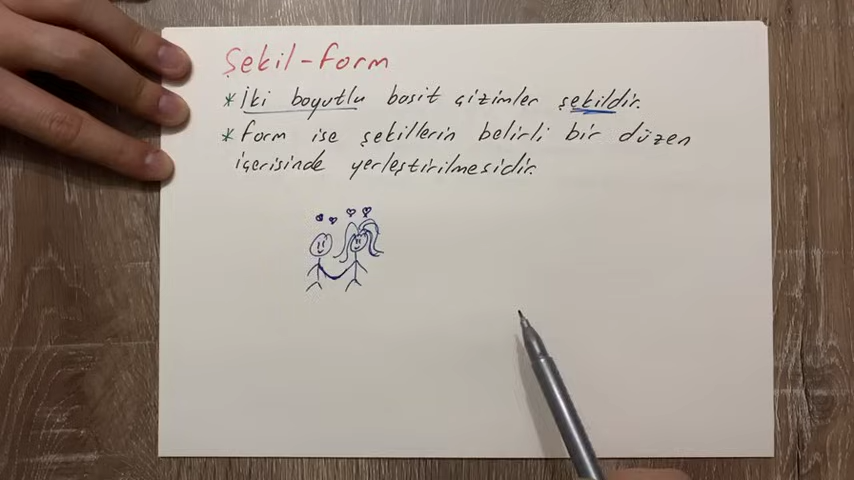 Şekil-Form
* İki boyutlu basit çizimler şekildir.
* Form ise şekillerin belirli bir düzen
içerisinde yerleştirilmesidir.